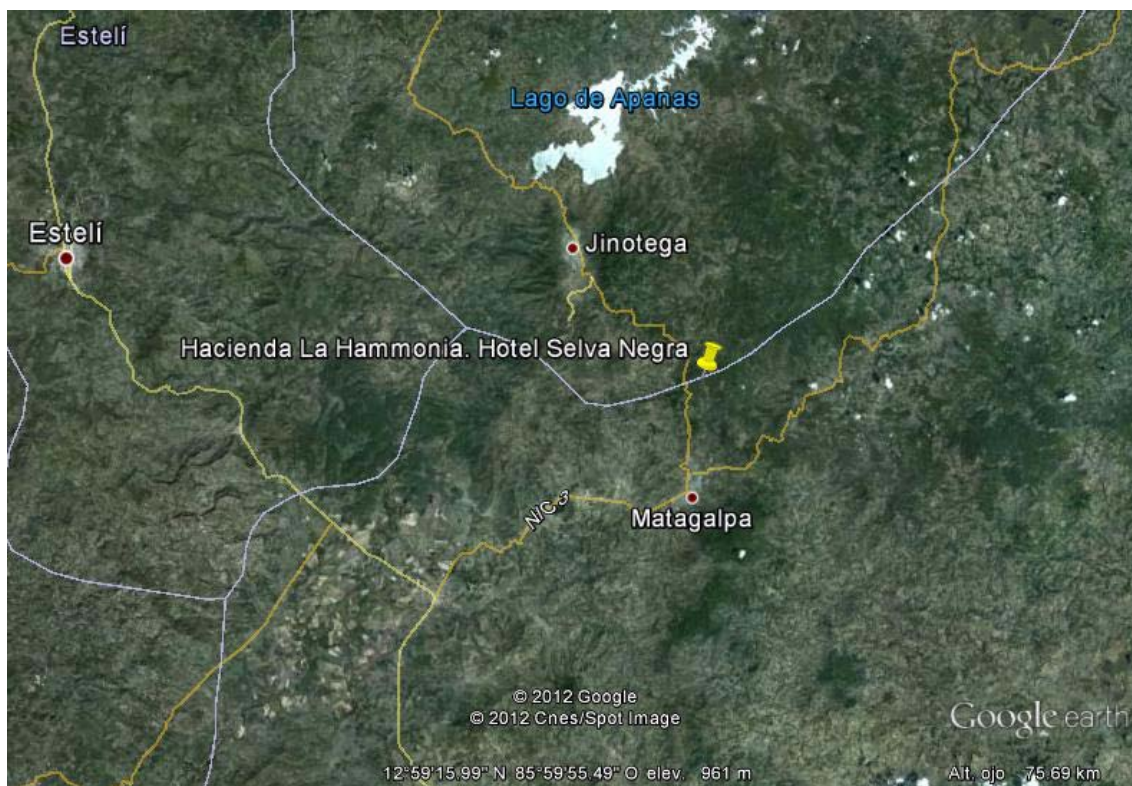 Estelí
Lago de Apanas
Estelí
Jinotega
Hacienda La Hammonia. Hotel Selva Negra
NIC 3
Matagalpa
© 2012 Google
© 2012 Cnes/Spot Image
Google earth
12°59'15.99" N 85°59'55.49" O elev. 961 m
Alt. ojo 75.69 km